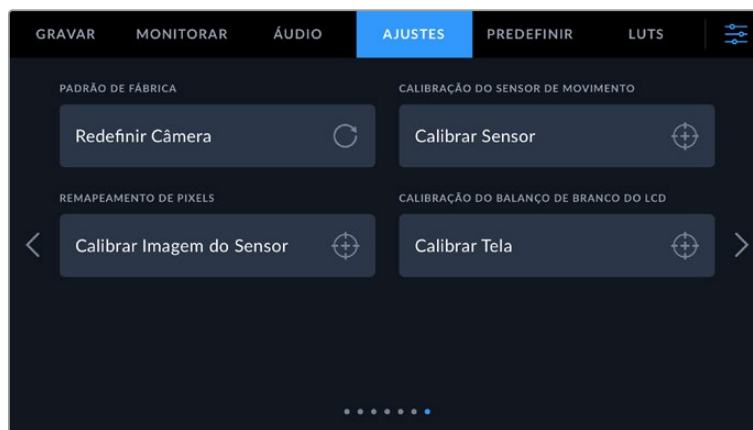 GRAVAR MONITORAR ÁUDIO AJUSTES PREDEFINIR LUTS
PADRÃO DE FÁBRICA
Redefinir Câmera
CALIBRAÇÃO DO SENSOR DE MOVIMENTO
Calibrar Sensor
REMAPEAMENTO DE PIXELS
Calibrar Imagem do Sensor
CALIBRAÇÃO DO BALANÇO DE BRANCO DO LCD
Calibrar Tela